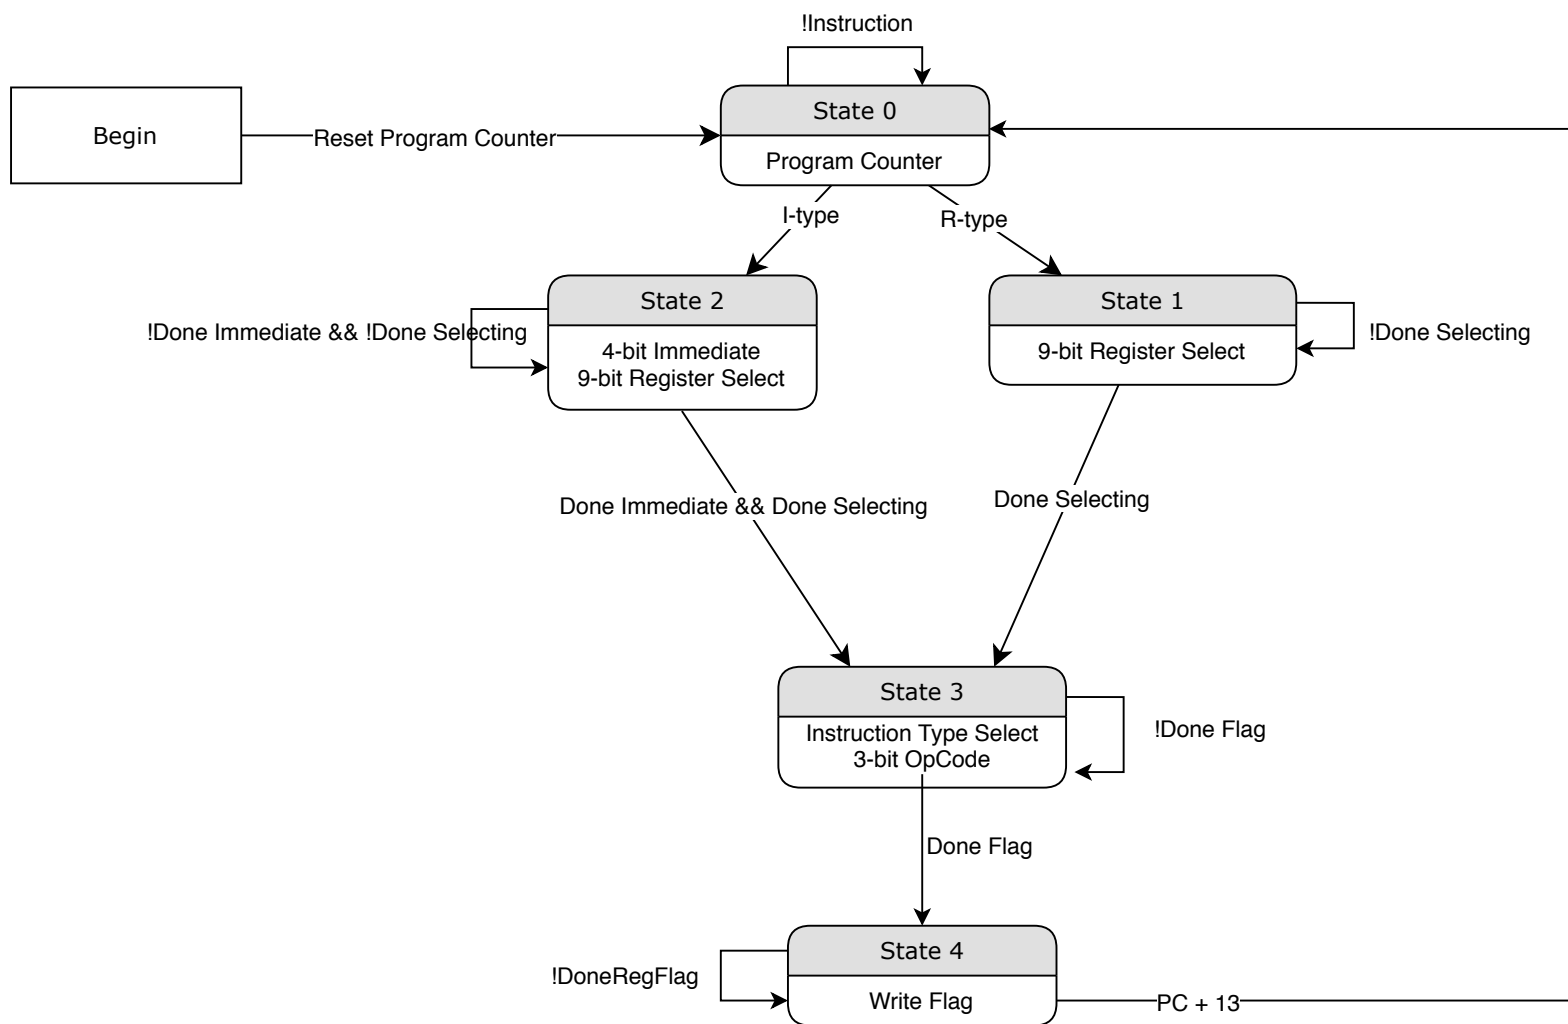 !Instruction
Begin
Reset Program Counter
State 0
Program Counter
I-type
R-type
State 2
4-bit Immediate
9-bit Register Select
!Done Immediate && !Done Selecting
State 1
9-bit Register Select
!Done Selecting
Done Immediate && Done Selecting
Done Selecting
State 3
Instruction Type Select
3-bit OpCode
!Done Flag
Done Flag
State 4
Write Flag
!DoneRegFlag
PC + 13